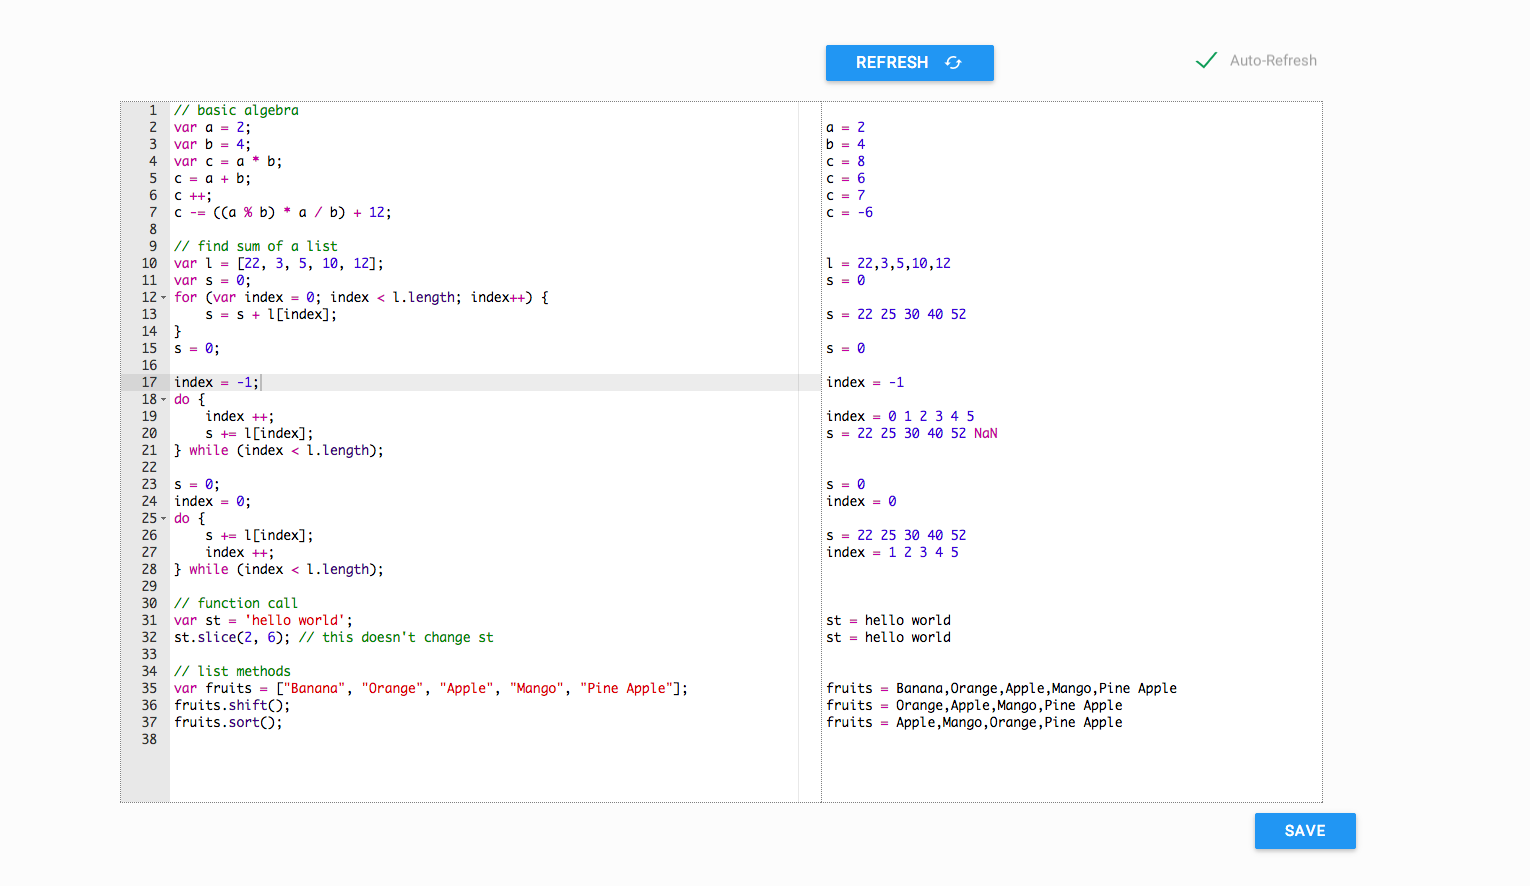 REFRESH
Auto-Refresh
1 // basic algebra
2 var a = 2; a = 2
3 var b = 4; b = 4
4 var c = a * b; c = 8
5 c = a + b; c = 6
6 c ++; c = 7
7 c -= ((a % b) * a / b) + 12; c = -6
8
9 // find sum of a list
10 var l = [22, 3, 5, 10, 12]; l = 22,3,5,10,12
11 var s = 0; s = 0
12 for (var index = 0; index < l.length; index++) {
13 s = s + l[index]; s = 22 25 30 40 52
14 }
15 s = 0; s = 0
16
17 index = -1; index = -1
18 do {
19 index ++; index = 0 1 2 3 4 5
20 s += l[index]; s = 22 25 30 40 52 NaN
21 } while (index < l.length);
22
23 s = 0; s = 0
24 index = 0; index = 0
25 do {
26 s += l[index]; s = 22 25 30 40 52
27 index ++; index = 1 2 3 4 5
28 } while (index < l.length);
29
30 // function call
31 var st = 'hello world'; st = hello world
32 st.slice(2, 6); // this doesn't change st st = hello world
33
34 // list methods
35 var fruits = ["Banana", "Orange", "Apple", "Mango", "Pine Apple"]; fruits = Banana,Orange,Apple,Mango,Pine Apple
36 fruits.shift(); fruits = Orange,Apple,Mango,Pine Apple
37 fruits.sort(); fruits = Apple,Mango,Orange,Pine Apple
38
SAVE